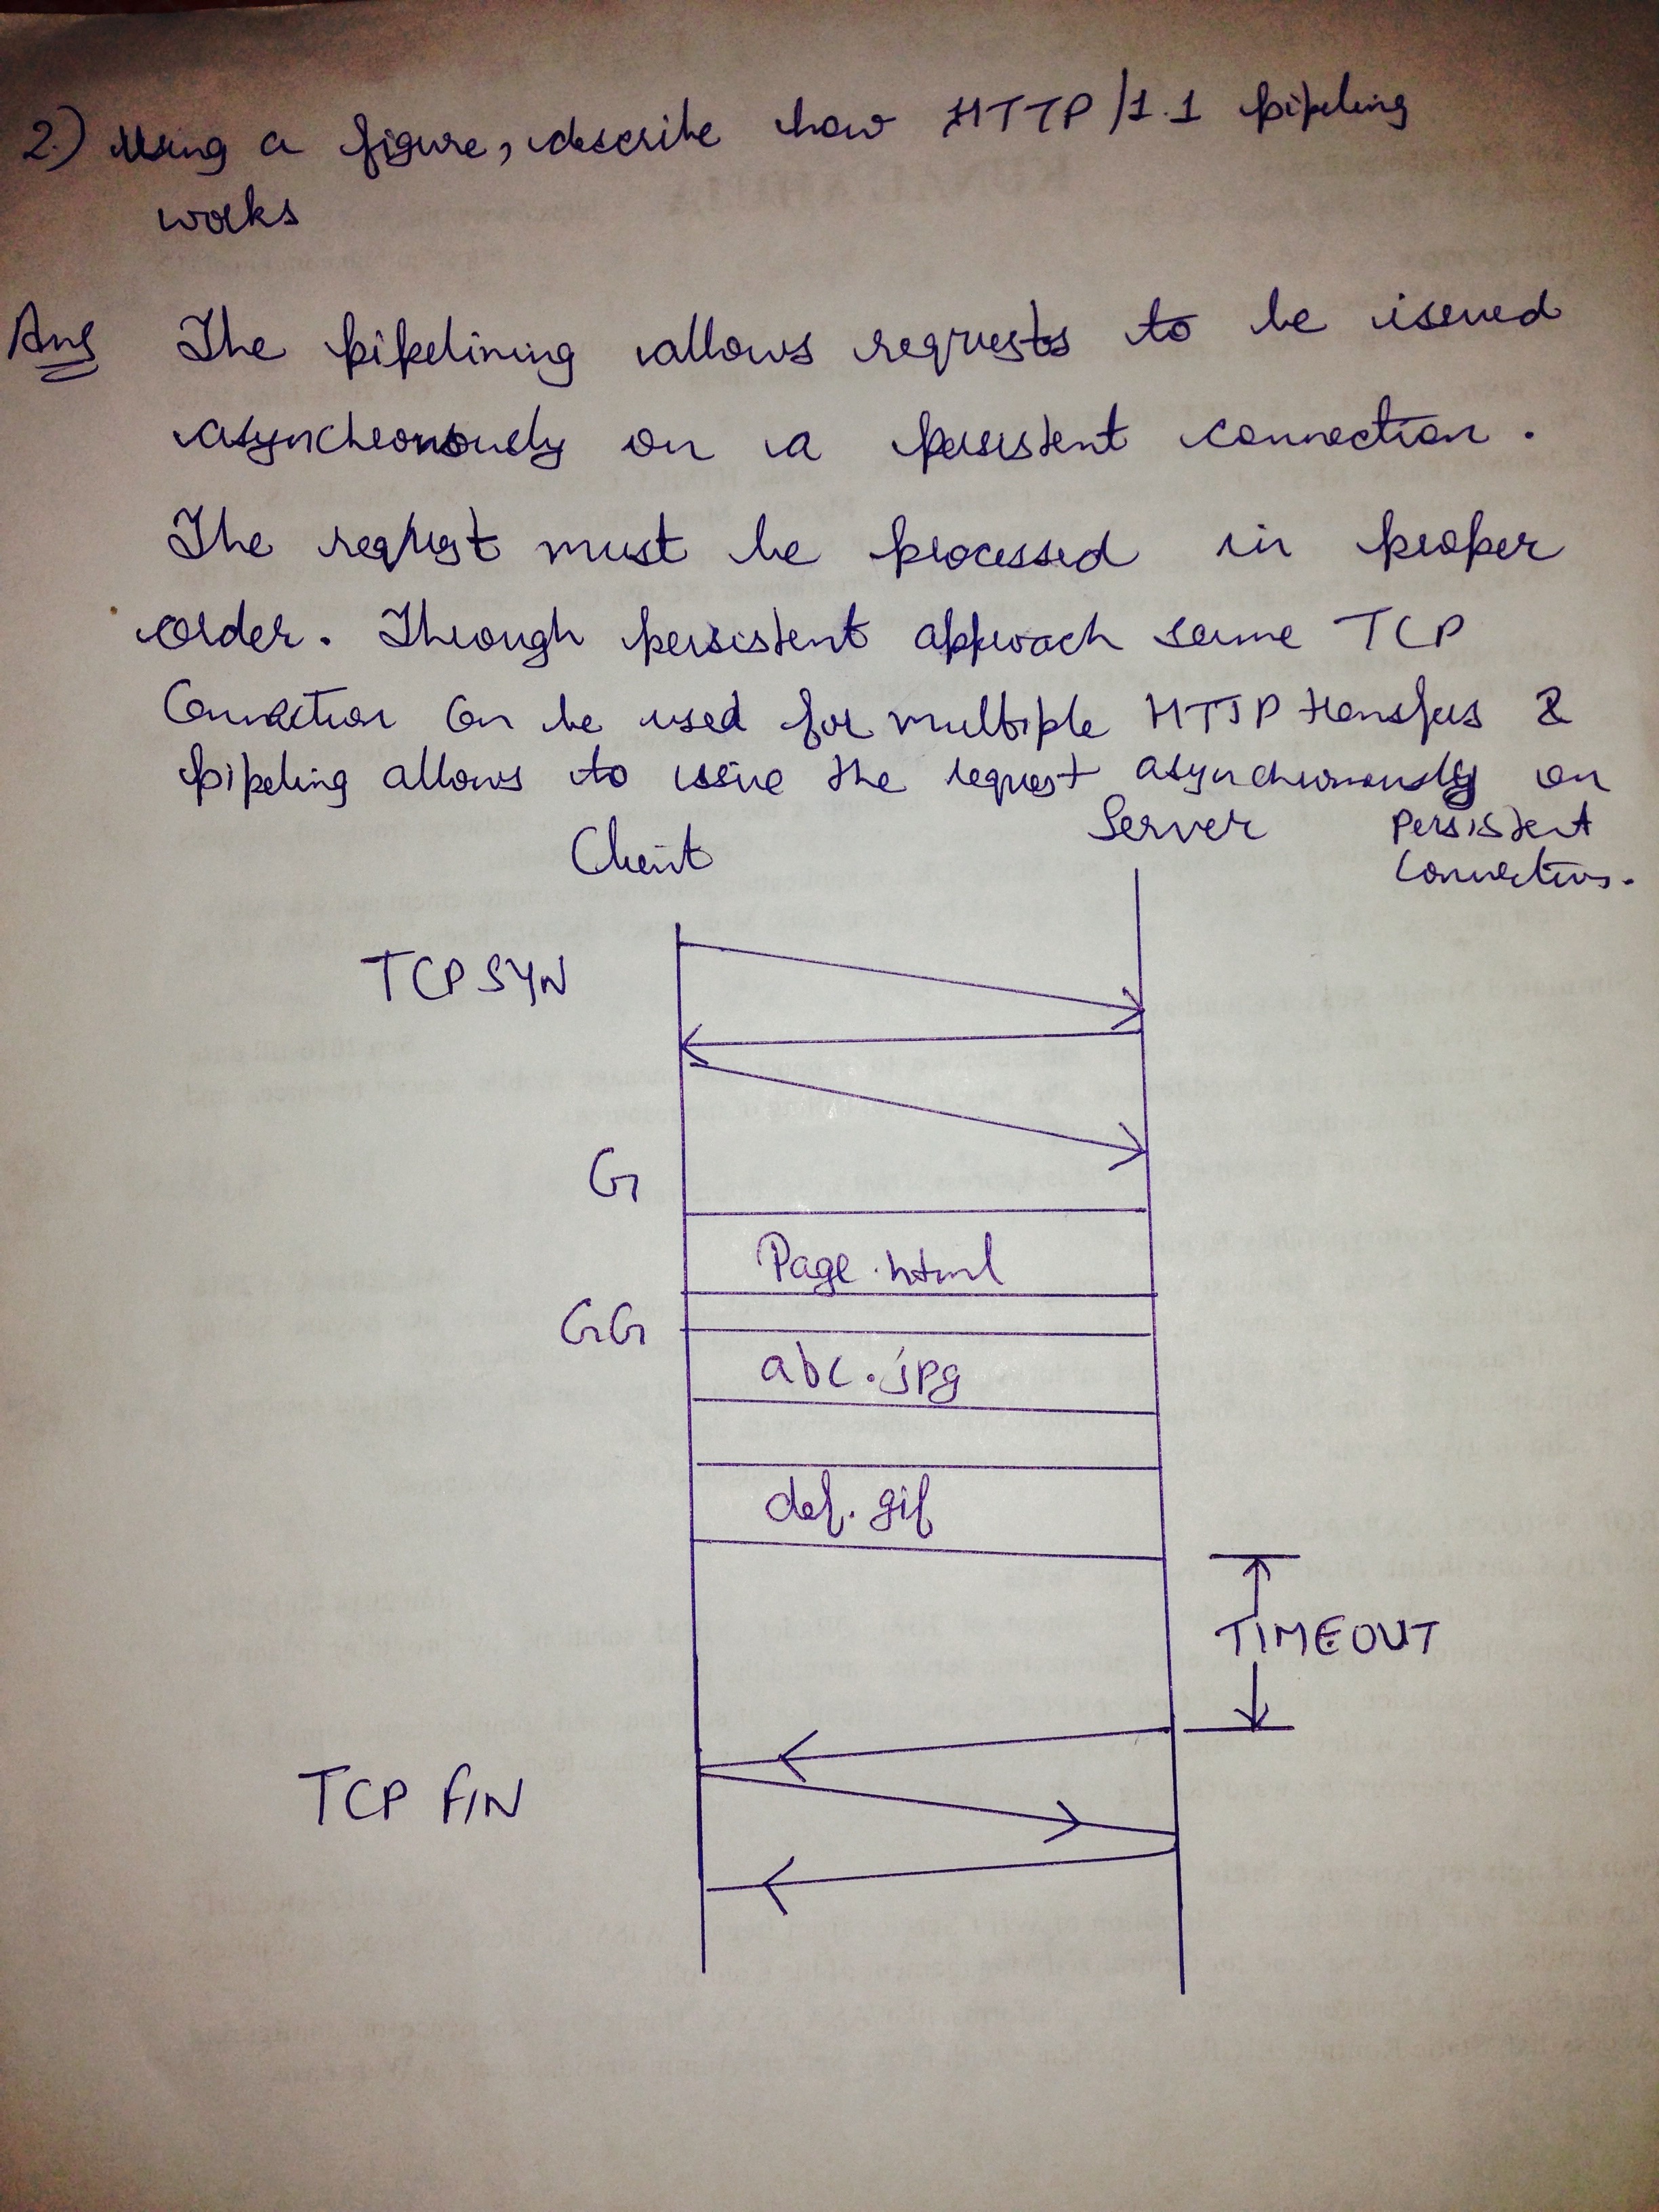 2.) Using a figure, describe how HTTP/1.1 pipeling
works
Ans The pipelining allows requests to be issued
asynchronously on a persistent connection.
The request must be processed in proper
order. Through persistent approach same TCP
Connection Can be used for multiple HTTP transfers &
pipeling allows to issue the request asynchronously on
Persistent
Connections.
Client Server
TCP SYN
G
Page.html
GG
abc.jpg
def.gif
TIMEOUT
TCP FIN